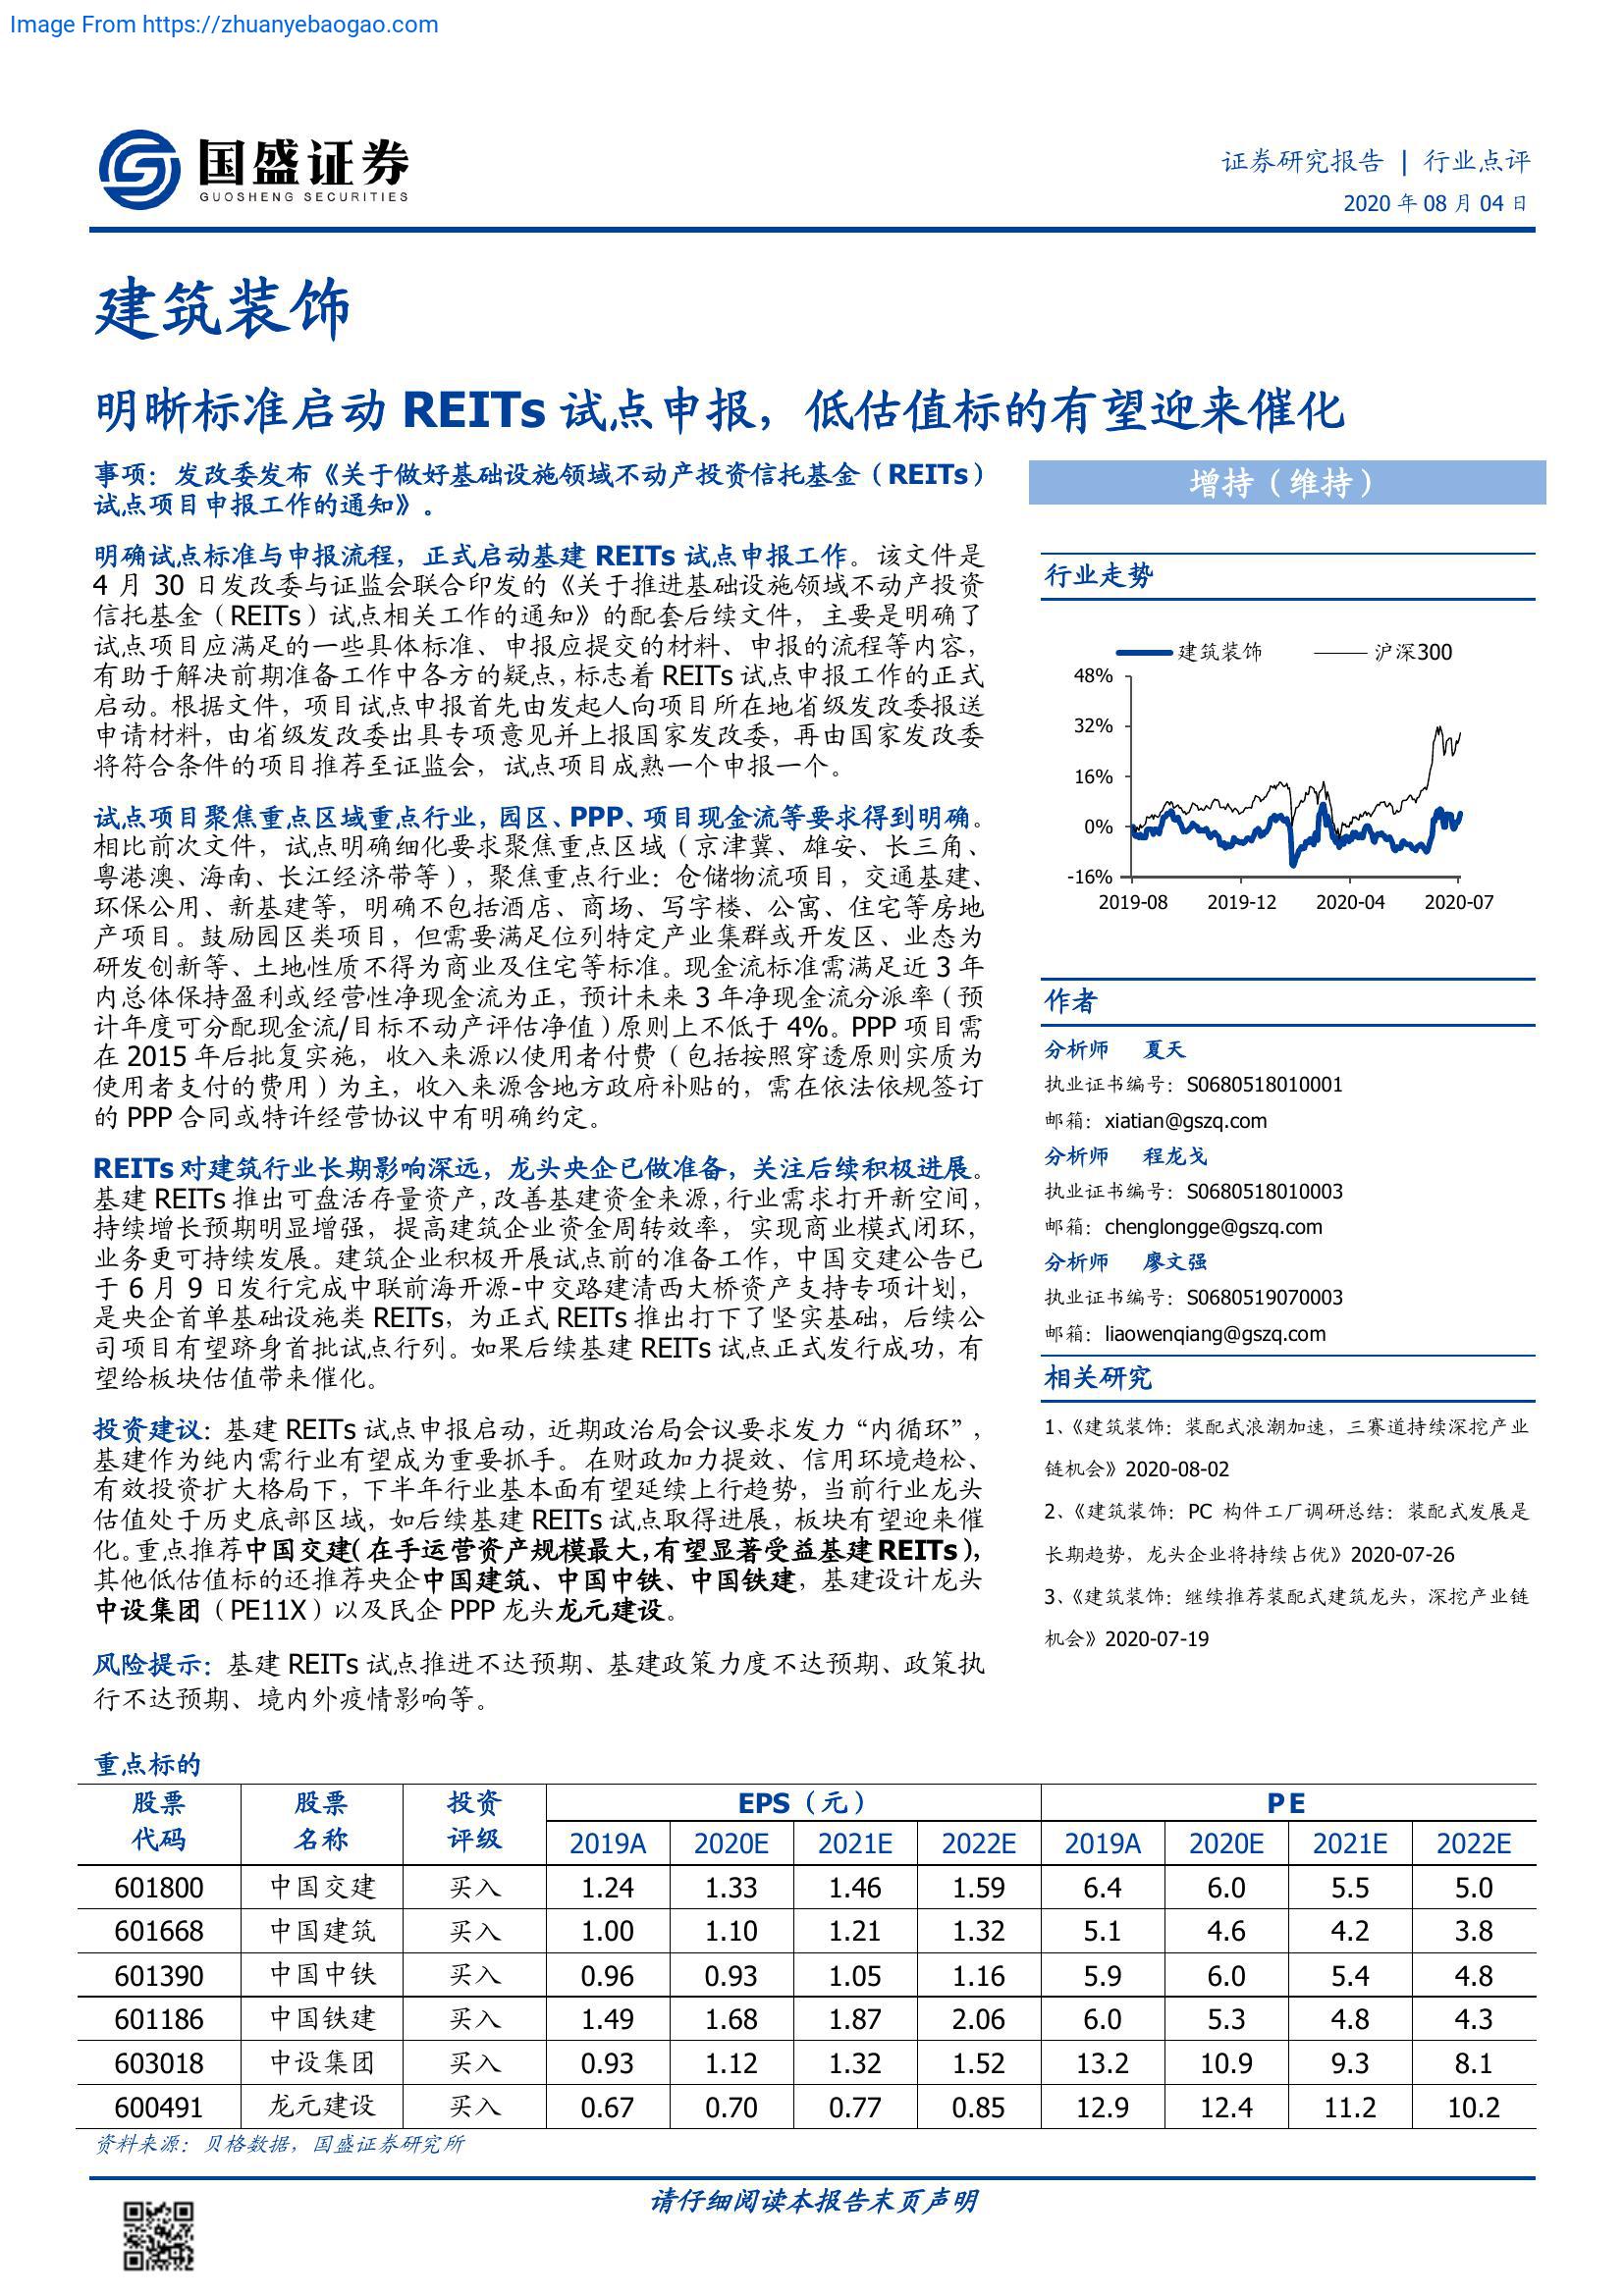 Image From https://zhuanyebaogao.com
国盛证券
GUOSHENG SECURITIES
证券研究报告 | 行业点评
2020 年 08 月 04 日
建筑装饰
明晰标准启动 REITs 试点申报，低估值标的有望迎来催化
事项：发改委发布《关于做好基础设施领域不动产投资信托基金（REITs）
试点项目申报工作的通知》。
明确试点标准与申报流程，正式启动基建 REITs 试点申报工作。该文件是
4 月 30 日发改委与证监会联合印发的《关于推进基础设施领域不动产投资
信托基金（REITs）试点相关工作的通知》的配套后续文件，主要是明确了
试点项目应满足的一些具体标准、申报应提交的材料、申报的流程等内容，
有助于解决前期准备工作中各方的疑点，标志着 REITs 试点申报工作的正式
启动。根据文件，项目试点申报首先由发起人向项目所在地省级发改委报送
申请材料，由省级发改委出具专项意见并上报国家发改委，再由国家发改委
将符合条件的项目推荐至证监会，试点项目成熟一个申报一个。
试点项目聚焦重点区域重点行业，园区、PPP、项目现金流等要求得到明确。
相比前次文件，试点明确细化要求聚焦重点区域（京津冀、雄安、长三角、
粤港澳、海南、长江经济带等），聚焦重点行业：仓储物流项目，交通基建、
环保公用、新基建等，明确不包括酒店、商场、写字楼、公寓、住宅等房地
产项目。鼓励园区类项目，但需要满足位列特定产业集群或开发区、业态为
研发创新等、土地性质不得为商业及住宅等标准。现金流标准需满足近 3 年
内总体保持盈利或经营性净现金流为正，预计未来 3 年净现金流分派率（预
计年度可分配现金流/目标不动产评估净值）原则上不低于 4%。PPP 项目需
在 2015 年后批复实施，收入来源以使用者付费（包括按照穿透原则实质为
使用者支付的费用）为主，收入来源含地方政府补贴的，需在依法依规签订
的 PPP 合同或特许经营协议中有明确约定。
REITs 对建筑行业长期影响深远，龙头央企已做准备，关注后续积极进展。
基建 REITs 推出可盘活存量资产，改善基建资金来源，行业需求打开新空间，
持续增长预期明显增强，提高建筑企业资金周转效率，实现商业模式闭环，
业务更可持续发展。建筑企业积极开展试点前的准备工作，中国交建公告已
于 6 月 9 日发行完成中联前海开源-中交路建清西大桥资产支持专项计划，
是央企首单基础设施类 REITs，为正式 REITs 推出打下了坚实基础，后续公
司项目有望跻身首批试点行列。如果后续基建 REITs 试点正式发行成功，有
望给板块估值带来催化。
投资建议：基建 REITs 试点申报启动，近期政治局会议要求发力“内循环”，
基建作为纯内需行业有望成为重要抓手。在财政加力提效、信用环境趋松、
有效投资扩大格局下，下半年行业基本面有望延续上行趋势，当前行业龙头
估值处于历史底部区域，如后续基建 REITs 试点取得进展，板块有望迎来催
化。重点推荐中国交建（在手运营资产规模最大，有望显著受益基建REITs），
其他低估值标的还推荐央企中国建筑、中国中铁、中国铁建，基建设计龙头
中设集团（PE11X）以及民企 PPP 龙头龙元建设。
风险提示：基建 REITs 试点推进不达预期、基建政策力度不达预期、政策执
行不达预期、境内外疫情影响等。
增持（维持）
行业走势
建筑装饰 沪深300
48%
32%
16%
0%
-16%
2019-08 2019-12 2020-04 2020-07
作者
分析师 夏天
执业证书编号：S0680518010001
邮箱：xiatian@gszq.com
分析师 程龙戈
执业证书编号：S0680518010003
邮箱：chenglongge@gszq.com
分析师 廖文强
执业证书编号：S0680519070003
邮箱：liaowenqiang@gszq.com
相关研究
1、《建筑装饰：装配式浪潮加速，三赛道持续深挖产业
链机会》2020-08-02
2、《建筑装饰：PC 构件工厂调研总结：装配式发展是
长期趋势，龙头企业将持续占优》2020-07-26
3、《建筑装饰：继续推荐装配式建筑龙头，深挖产业链
机会》2020-07-19
重点标的
股票 股票 投资 EPS（元） PE
代码 名称 评级 2019A 2020E 2021E 2022E 2019A 2020E 2021E 2022E
601800 中国交建 买入 1.24 1.33 1.46 1.59 6.4 6.0 5.5 5.0
601668 中国建筑 买入 1.00 1.10 1.21 1.32 5.1 4.6 4.2 3.8
601390 中国中铁 买入 0.96 0.93 1.05 1.16 5.9 6.0 5.4 4.8
601186 中国铁建 买入 1.49 1.68 1.87 2.06 6.0 5.3 4.8 4.3
603018 中设集团 买入 0.93 1.12 1.32 1.52 13.2 10.9 9.3 8.1
600491 龙元建设 买入 0.67 0.70 0.77 0.85 12.9 12.4 11.2 10.2
资料来源：贝格数据，国盛证券研究所
请仔细阅读本报告末页声明